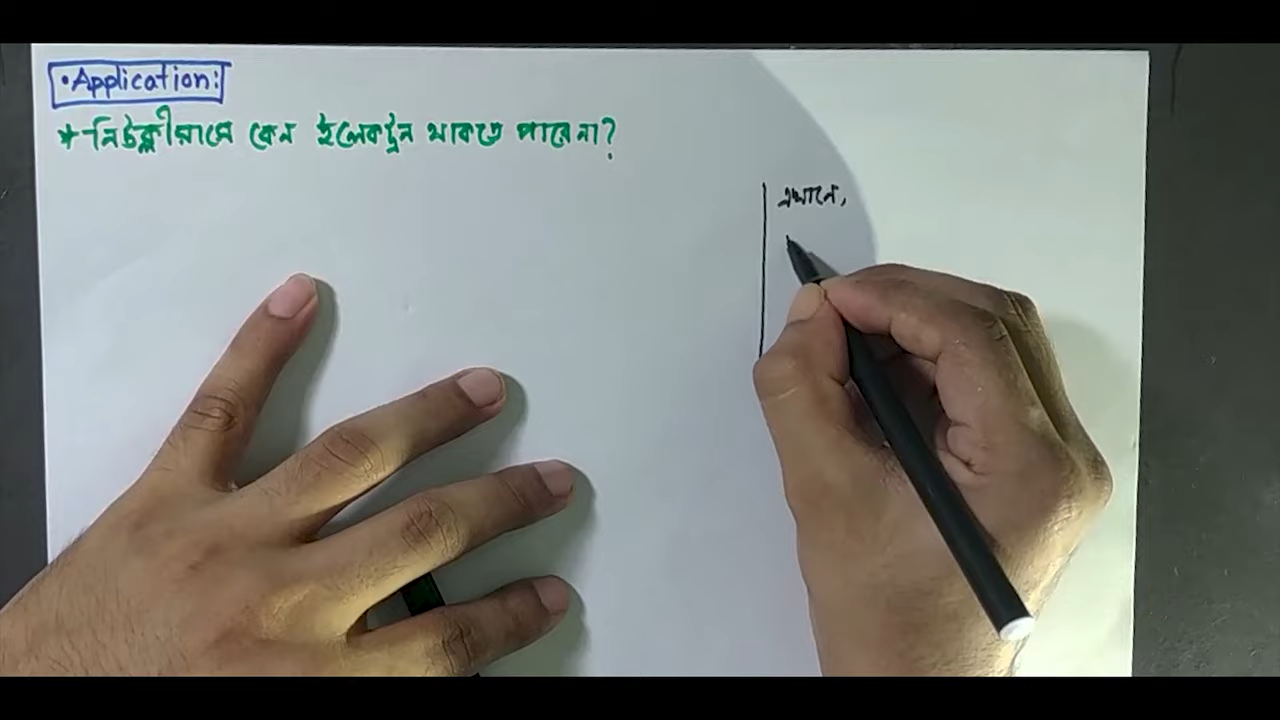 •Application:
* নিউক্লীয়াসে কেন ইলেকট্রন থাকতে পারে না?
এখানে,